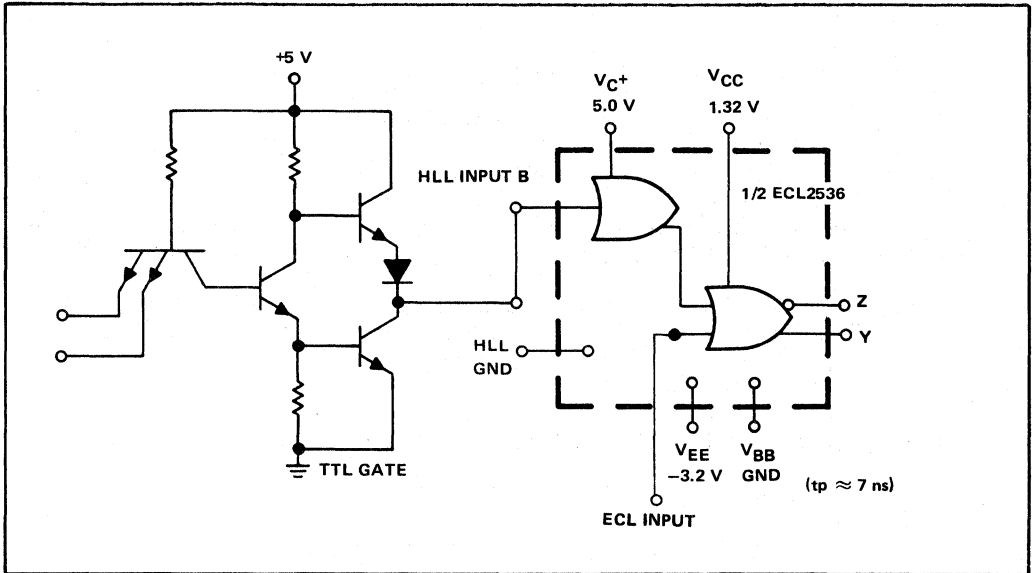 +5 V
VC+
5.0 V
VCC
1.32 V
HLL INPUT B
1/2 ECL2536
Z
Y
HLL
GND
VEE
−3.2 V
VBB
GND
(tp ≈ 7 ns)
TTL GATE
ECL INPUT